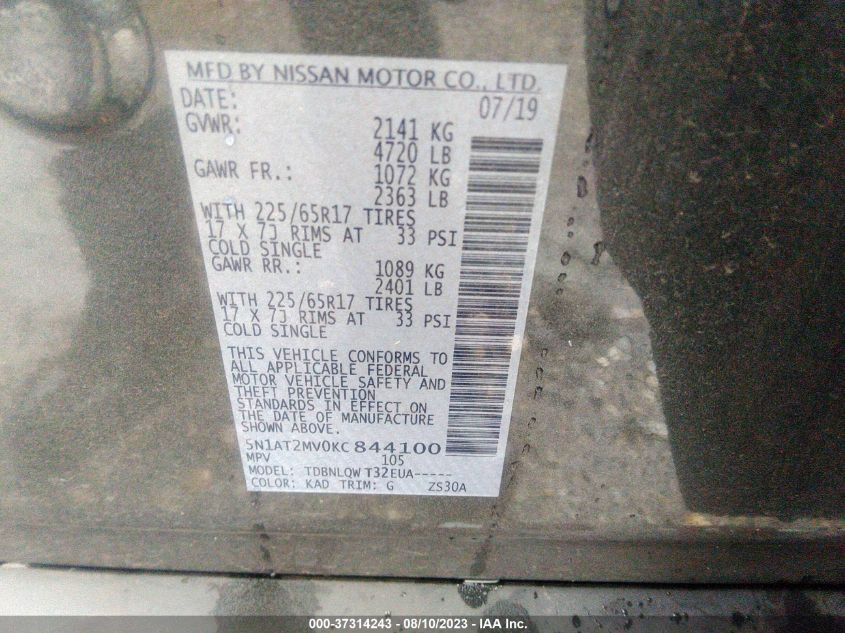 MFD BY NISSAN MOTOR CO., LTD.
DATE: 07/19
GVWR: 2141 KG
4720 LB
GAWR FR.: 1072 KG
2363 LB
WITH 225/65R17 TIRES
17 X 7J RIMS AT 33 PSI
COLD SINGLE
GAWR RR.: 1089 KG
2401 LB
WITH 225/65R17 TIRES
17 X 7J RIMS AT 33 PSI
COLD SINGLE
THIS VEHICLE CONFORMS TO
ALL APPLICABLE FEDERAL
MOTOR VEHICLE SAFETY AND
THEFT PREVENTION
STANDARDS IN EFFECT ON
THE DATE OF MANUFACTURE
SHOWN ABOVE.
5N1AT2MV0KC 844100
MPV 105
MODEL: TDBNLQW T32EUA-----
COLOR: KAD TRIM: G ZS30A
000-37314243 — 08/10/2023 — IAA Inc.